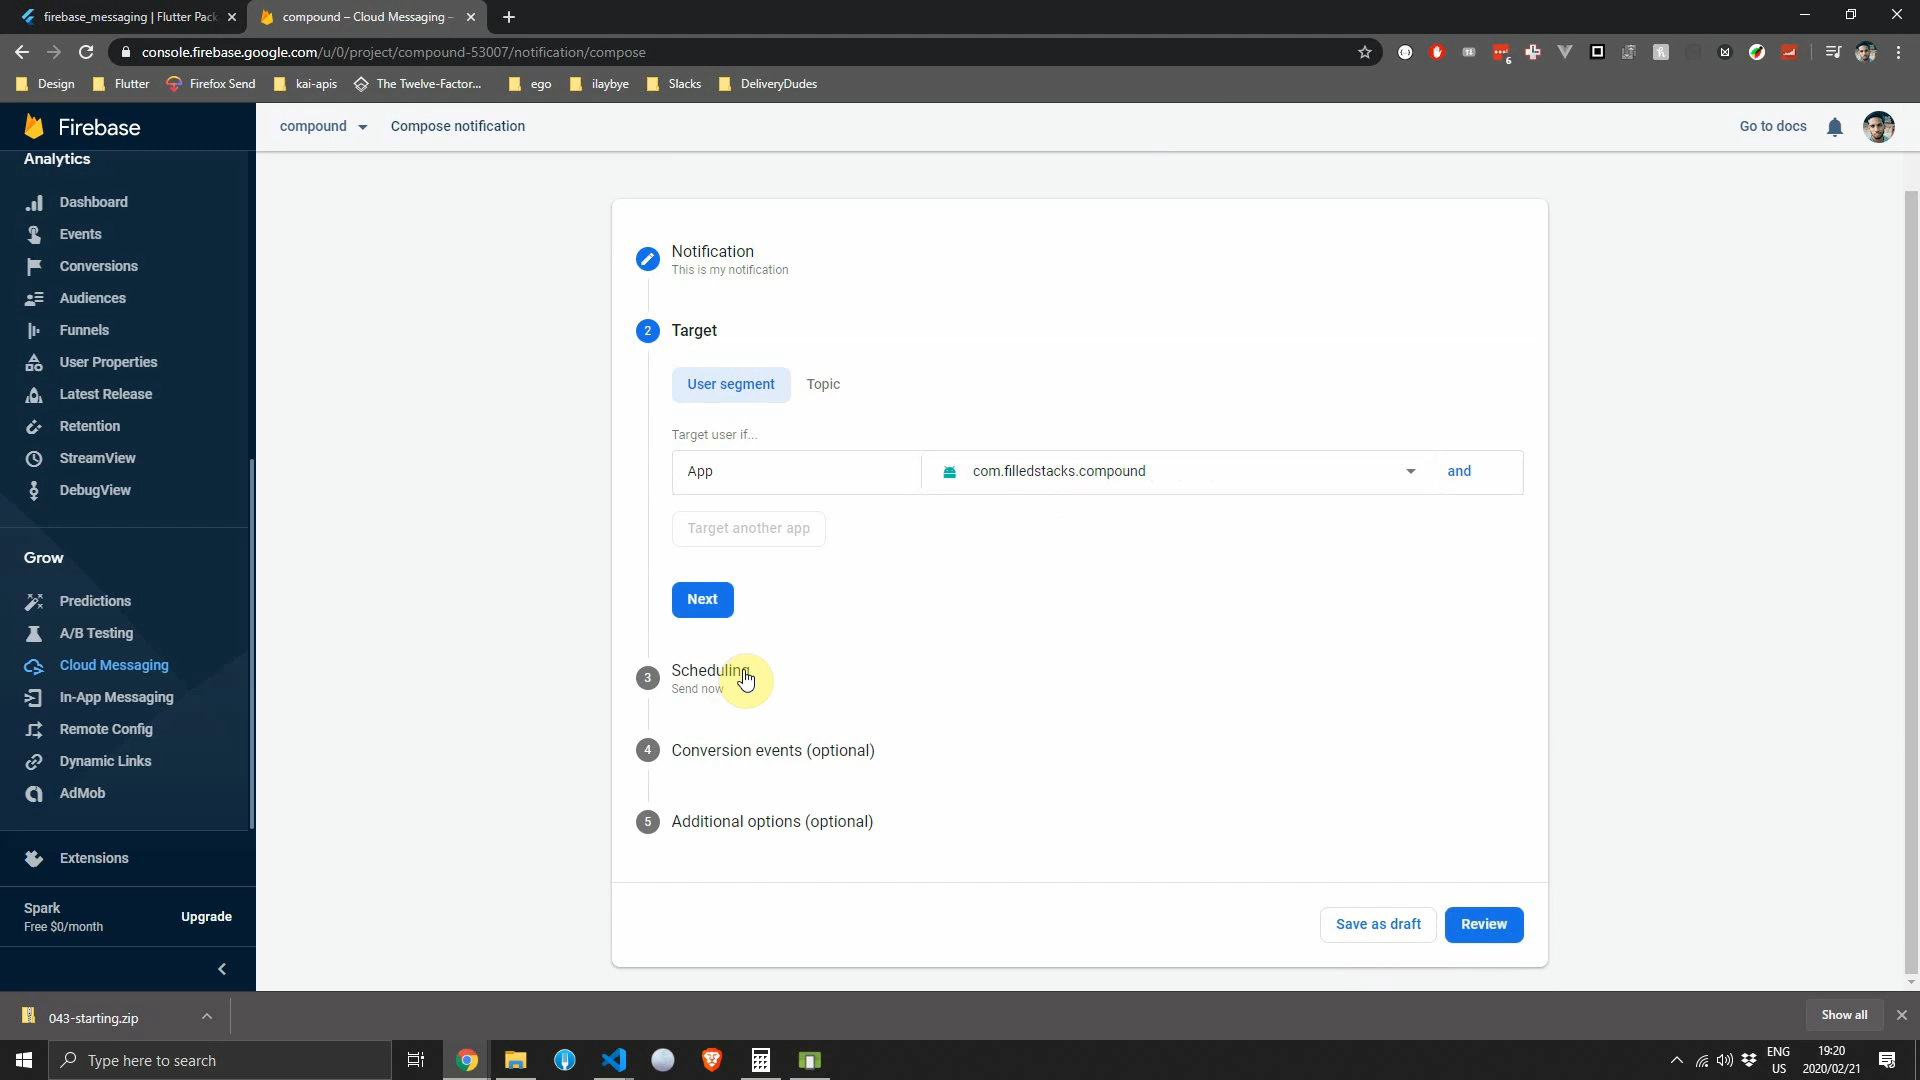 firebase_messaging | Flutter Pack
compound – Cloud Messaging –
console.firebase.google.com/u/0/project/compound-53007/notification/compose
6
Design
Flutter
Firefox Send
kai-apis
The Twelve-Factor...
ego
ilaybye
Slacks
DeliveryDudes
Firebase
compound
Compose notification
Go to docs
Analytics
Dashboard
Events
Conversions
Audiences
Funnels
User Properties
Latest Release
Retention
StreamView
DebugView
Grow
Predictions
A/B Testing
Cloud Messaging
In-App Messaging
Remote Config
Dynamic Links
AdMob
Extensions
Spark
Free $0/month
Upgrade
Notification
This is my notification
2
Target
User segment
Topic
Target user if...
App
com.filledstacks.compound
and
Target another app
Next
3
Scheduling
Send now
4
Conversion events (optional)
5
Additional options (optional)
Save as draft
Review
043-starting.zip
Show all
Type here to search
ENG
US
19:20
2020/02/21